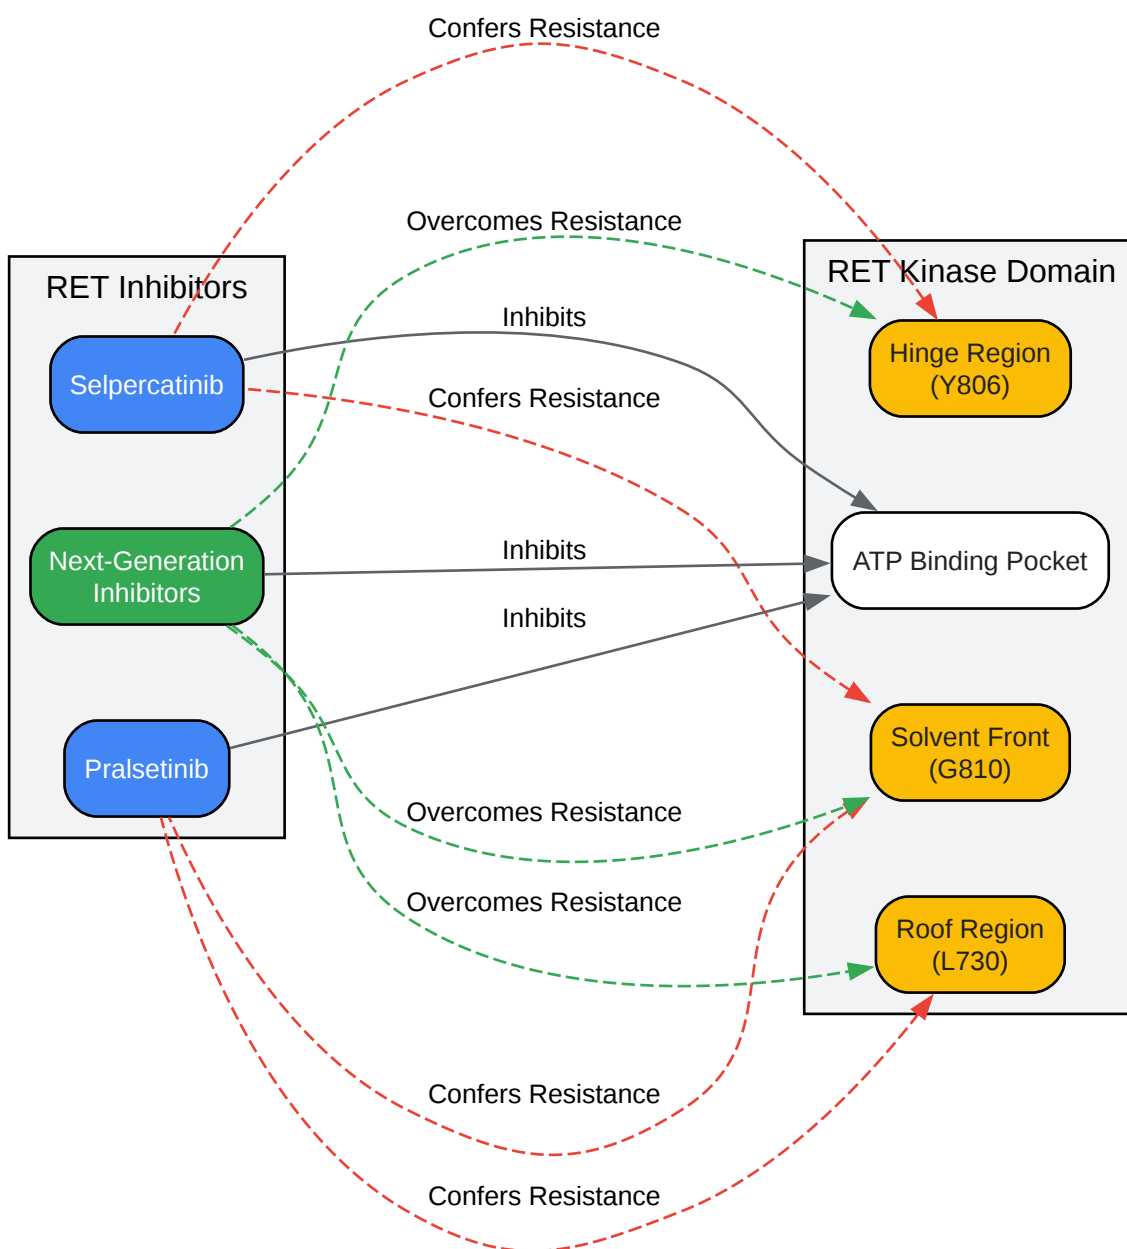 Confers Resistance
Overcomes Resistance
RET Inhibitors
RET Kinase Domain
Inhibits
Hinge Region
(Y806)
Selpercatinib
Confers Resistance
Inhibits
Next-Generation
Inhibitors
ATP Binding Pocket
Inhibits
Solvent Front
(G810)
Pralsetinib
Overcomes Resistance
Overcomes Resistance
Roof Region
(L730)
Confers Resistance
Confers Resistance